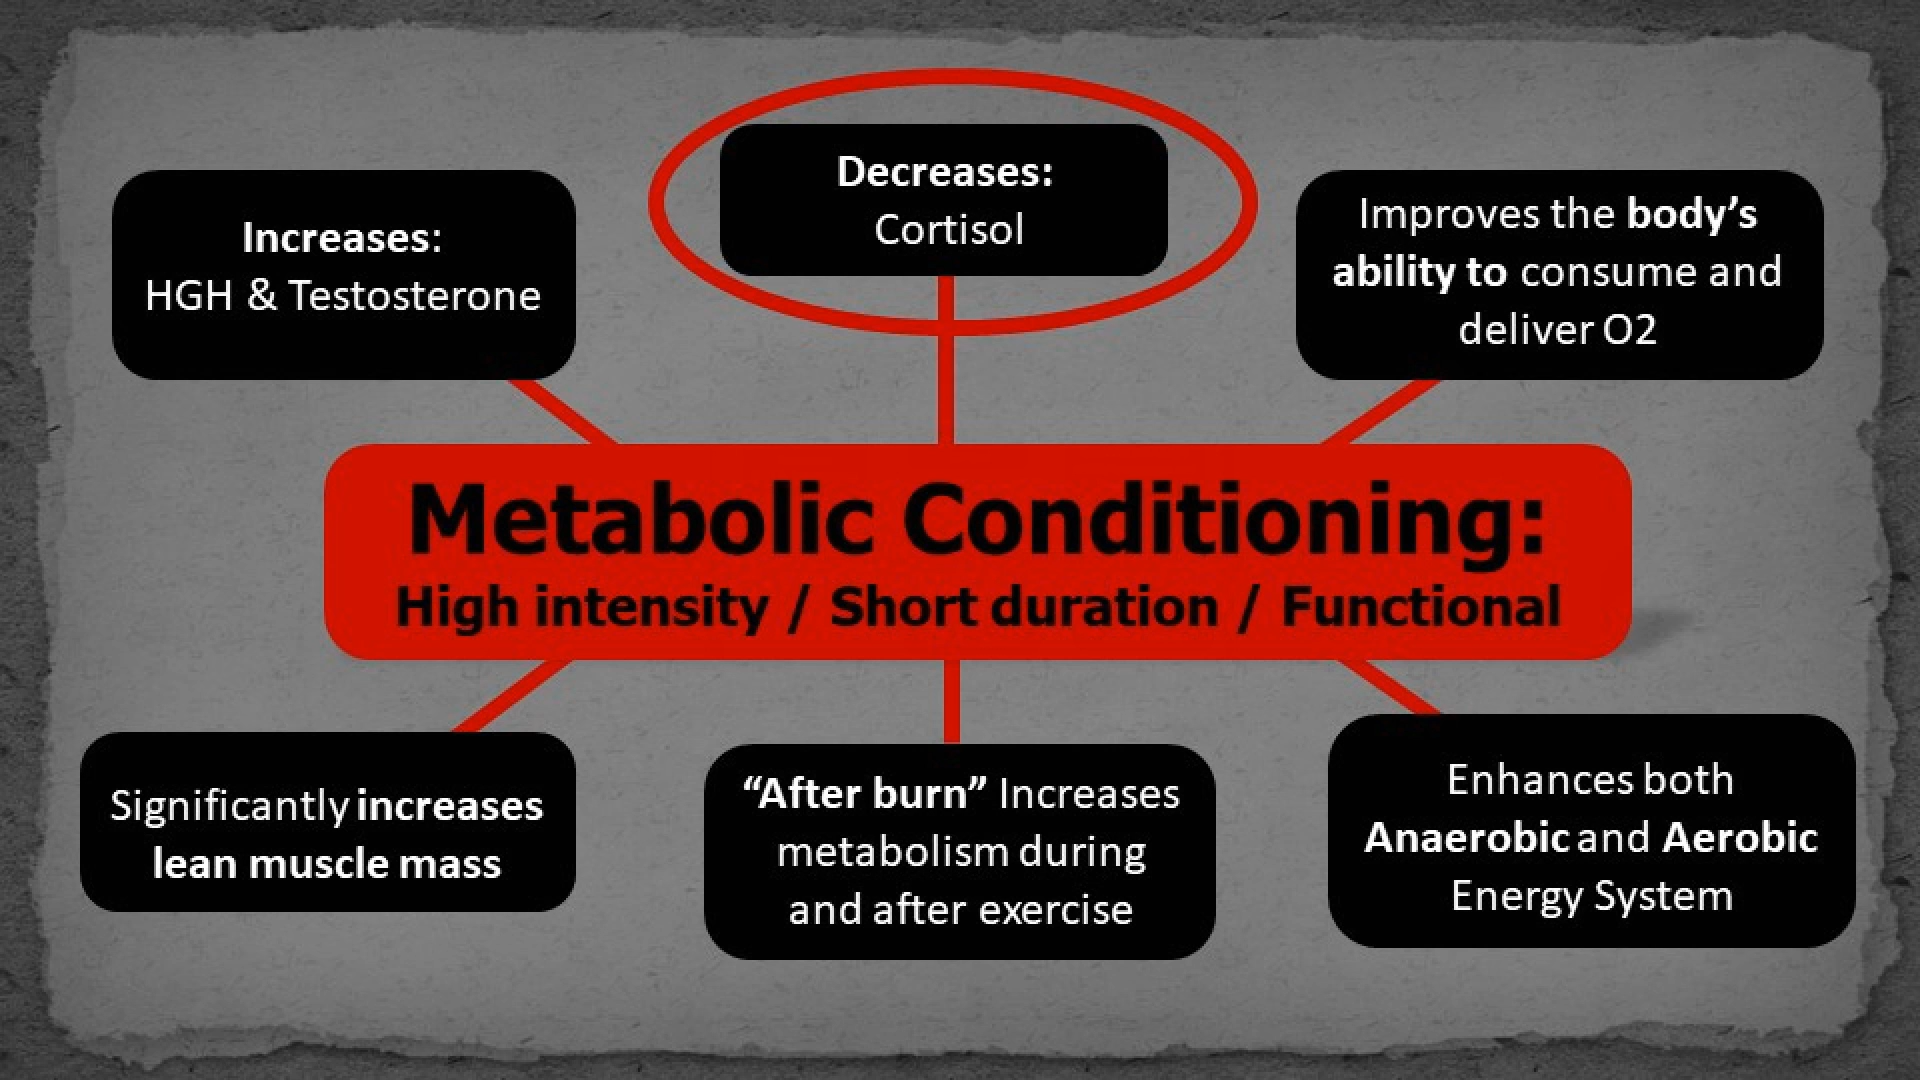 Decreases:
Cortisol
Increases:
HGH & Testosterone
Improves the body’s
ability to consume and
deliver O2
Metabolic Conditioning:
High intensity / Short duration / Functional
Significantly increases
lean muscle mass
“After burn” Increases
metabolism during
and after exercise
Enhances both
Anaerobic and Aerobic
Energy System